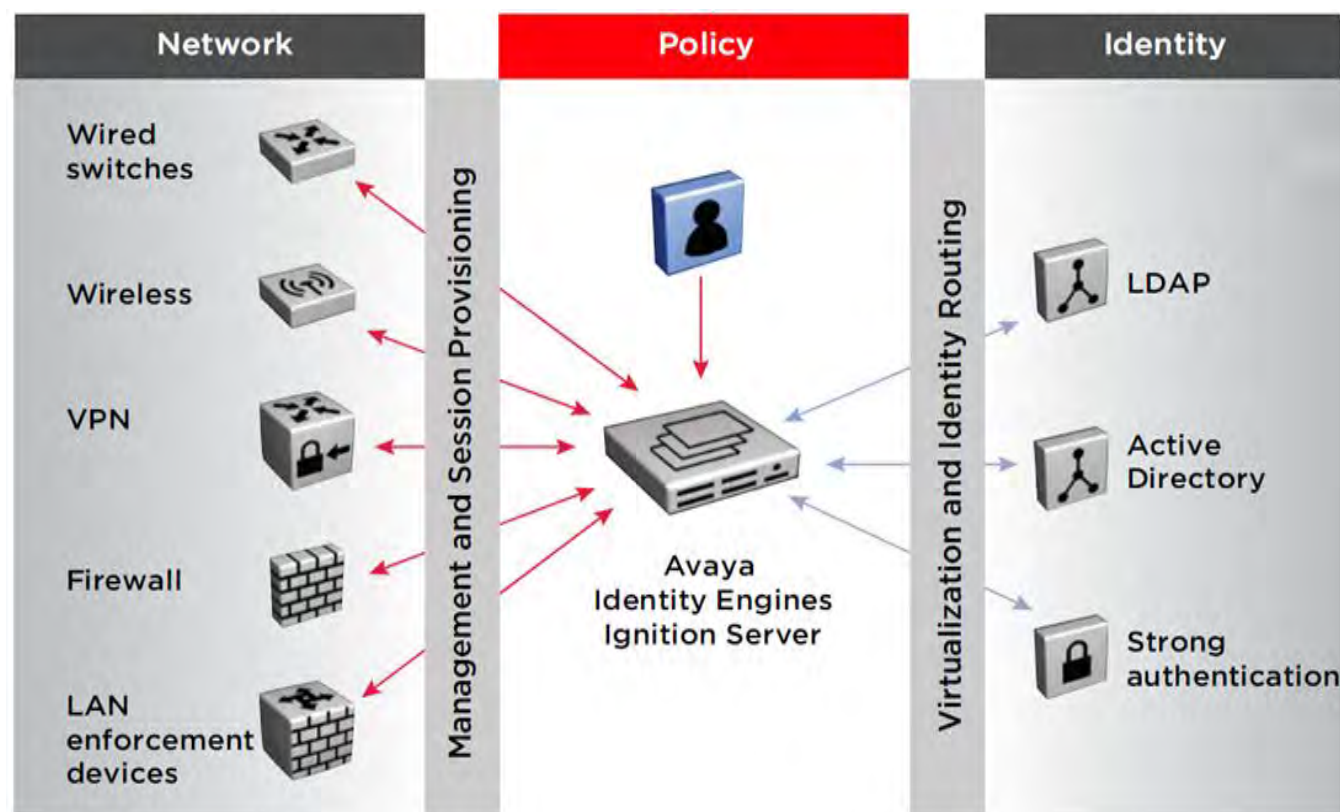 Network
Policy
Identity
Wired
switches
Wireless
VPN
Firewall
LAN
enforcement
devices
Management and Session Provisioning
Avaya
Identity Engines
Ignition Server
Virtualization and Identity Routing
LDAP
Active
Directory
Strong
authentication